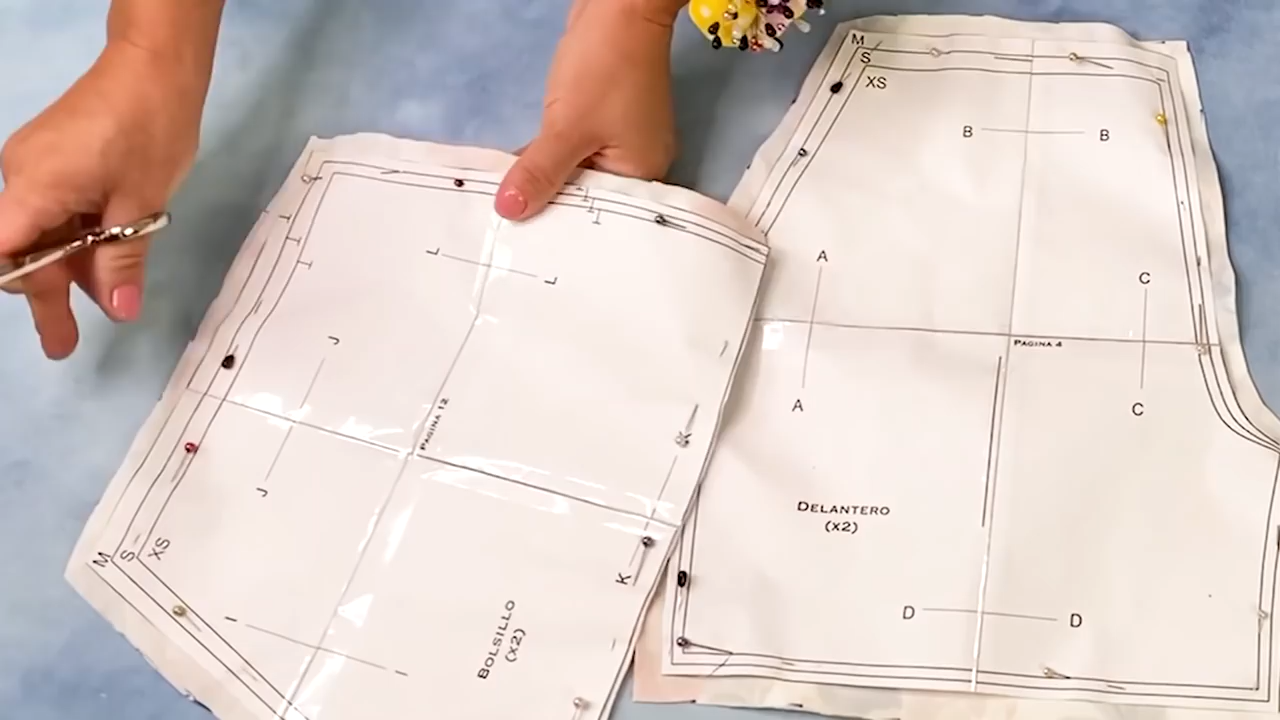 M
S
XS
B
B
A
A
C
C
PAGINA 4
DELANTERO
(X2)
D
D
L
L
J
J
PAGINA 12
K
K
M
S
XS
I
I
BOLSILLO
(X2)